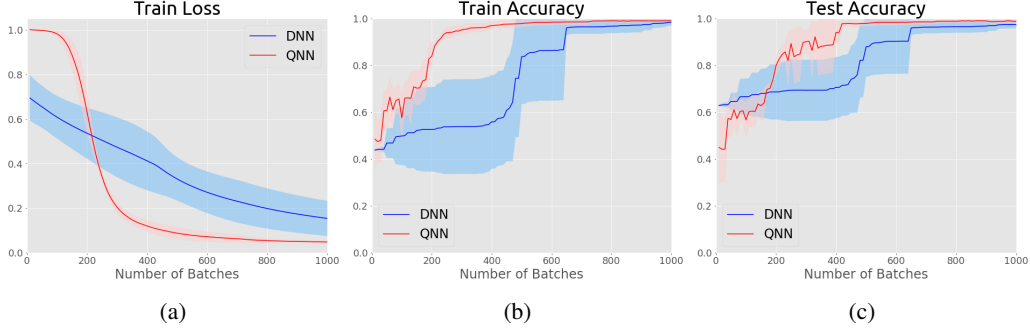 Train Loss
1.0
0.8
0.6
0.4
0.2
0.0
DNN
QNN
0 200 400 600 800 1000
Number of Batches
(a)
Train Accuracy
1.0
0.8
0.6
0.4
0.2
0.0
DNN
QNN
0 200 400 600 800 1000
Number of Batches
(b)
Test Accuracy
1.0
0.8
0.6
0.4
0.2
0.0
DNN
QNN
0 200 400 600 800 1000
Number of Batches
(c)